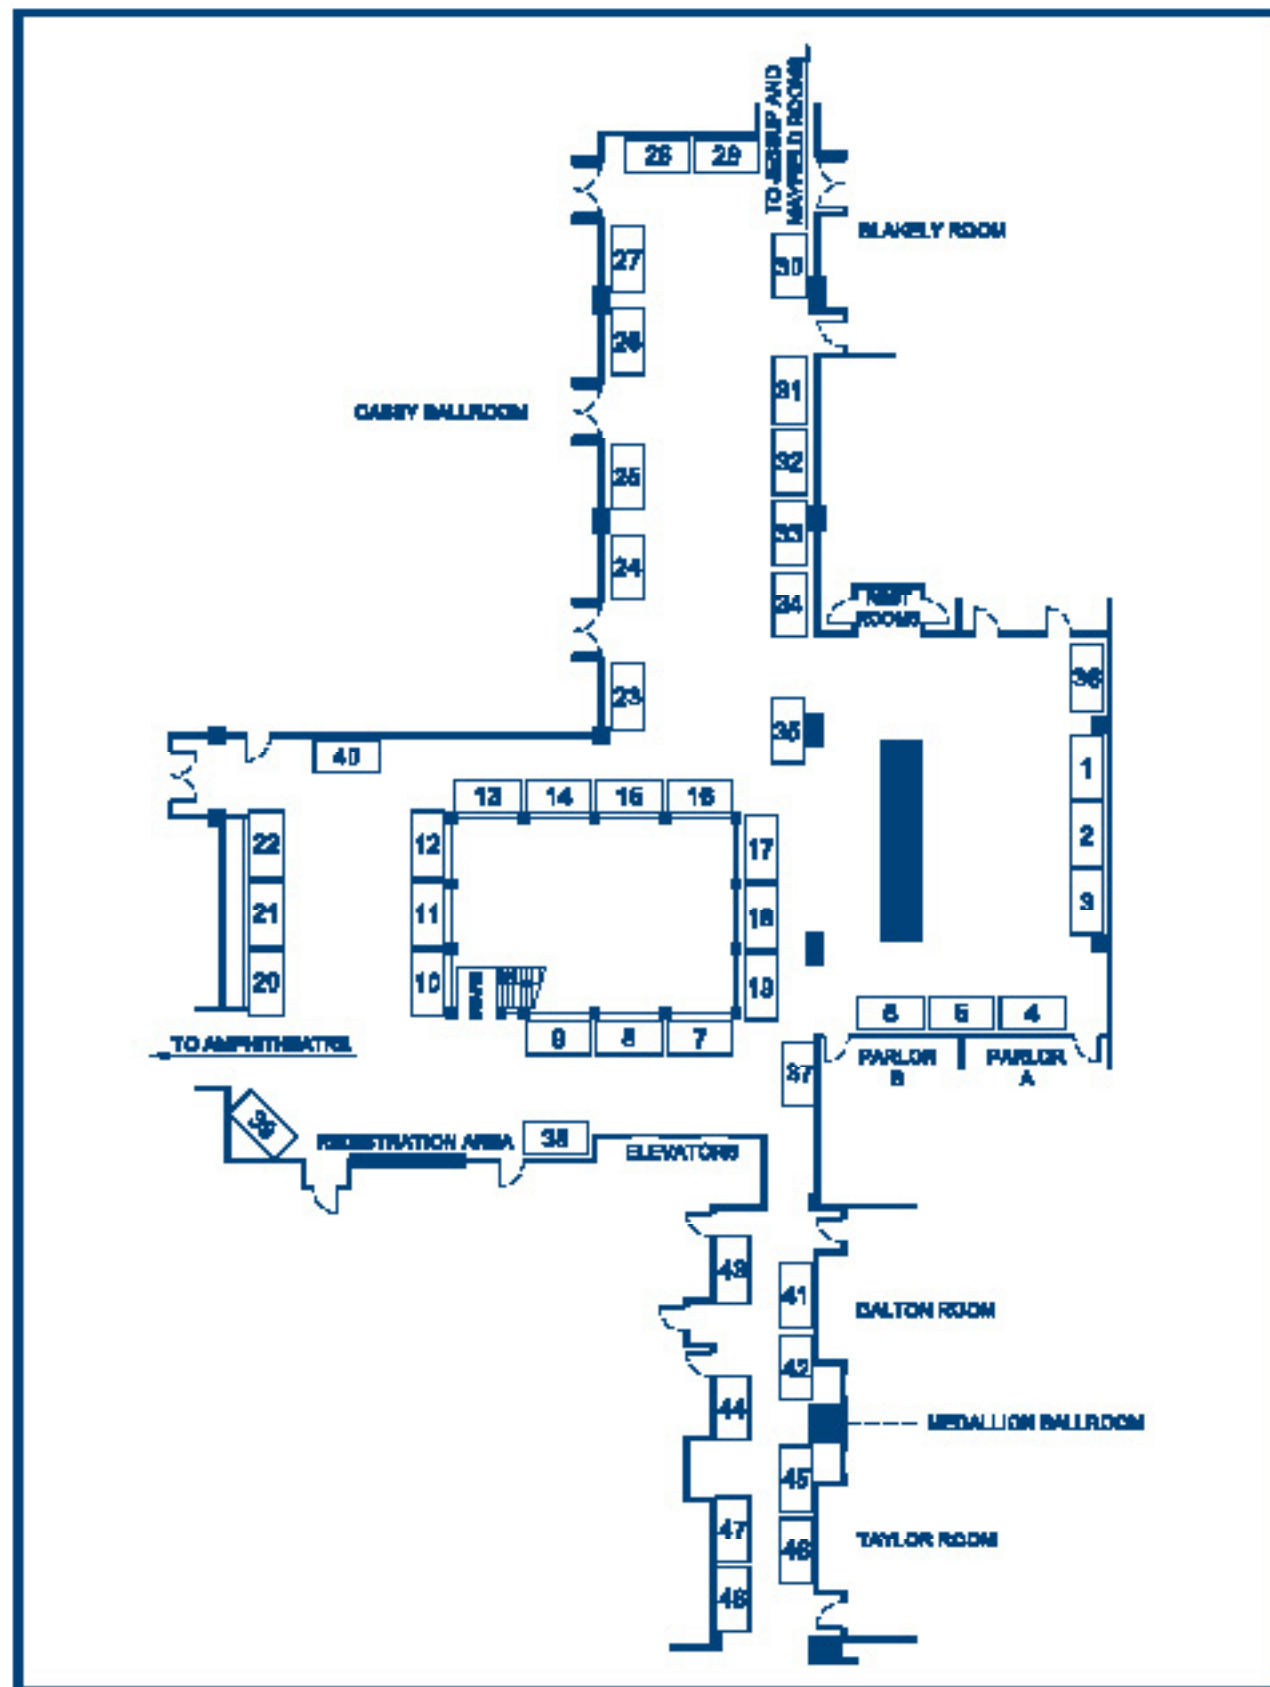 TO JESSUP AND
MAYFIELD ROOMS
28 29
BLAKELY ROOM
27
30
26
31
CASEY BALLROOM
32
25
33
24
34
REST
ROOMS
36
23
35
40
1
13 14 15 16
22 12 17 2
21 11 18 3
20 10 19
6 5 4
9 8 7
TO AMPHITHEATRE
PARLOR
B
PARLOR
A
37
39
REGISTRATION AREA
38
ELEVATORS
43
41
DALTON ROOM
42
44
MEDALLION BALLROOM
45
47
46
TAYLOR ROOM
48